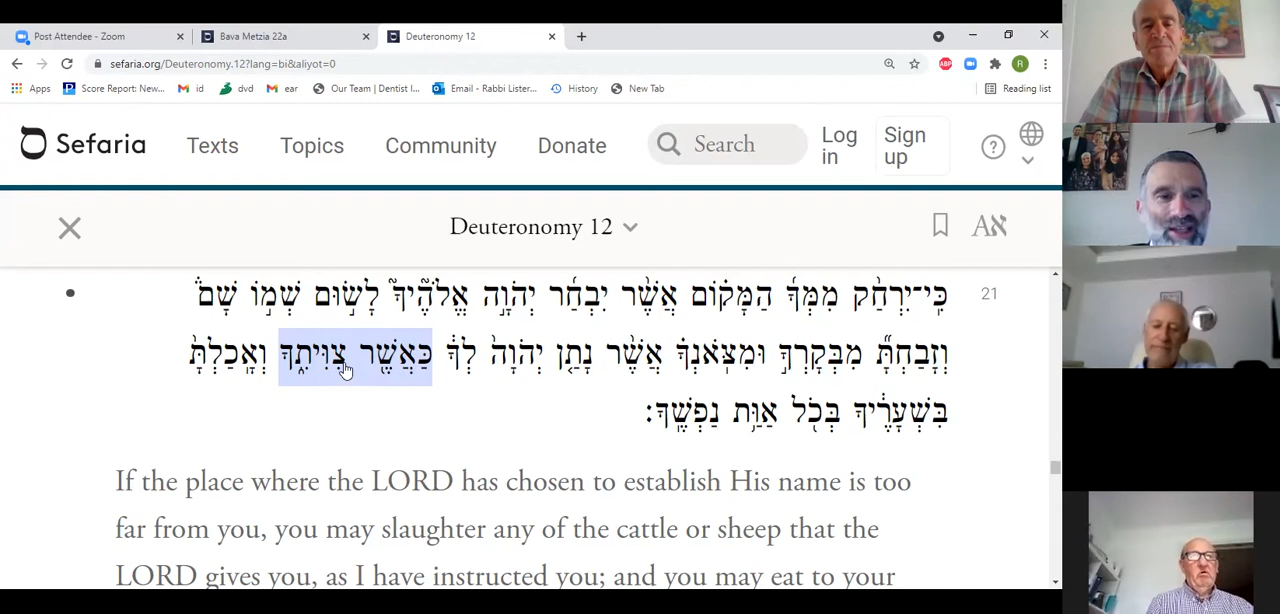 Post Attendee - Zoom
Bava Metzia 22a
Deuteronomy 12
sefaria.org/Deuteronomy.12?lang=bi&aliyot=0
Apps Score Report: New... id dvd ear Our Team | Dentist I... Email - Rabbi Lister... History New Tab Reading list
Sefaria Texts Topics Community Donate Search Log in Sign up
Deuteronomy 12
21
כִּֽי־יִרְחַ֨ק מִמְּךָ֜ הַמָּק֗וֹם אֲשֶׁ֨ר יִבְחַ֜ר יְהוָ֣ה אֱלֹהֶ֘יךָ֮ לָשׂ֣וּם שְׁמ֣וֹ שָׁם֒
וְזָבַחְתָּ֞ מִבְּקָרְךָ֣ וּמִצֹּֽאנְךָ֗ אֲשֶׁ֨ר נָתַ֤ן יְהוָה֙ לְךָ֔ כַּאֲשֶׁ֖ר צִוִּיתִ֑ךָ וְאָֽכַלְתָּ֙
בִּשְׁעָרֶ֔יךָ בְּכֹ֖ל אַוַּ֥ת נַפְשֶֽׁךָ׃
If the place where the LORD has chosen to establish His name is too
far from you, you may slaughter any of the cattle or sheep that the
LORD gives you, as I have instructed you; and you may eat to your